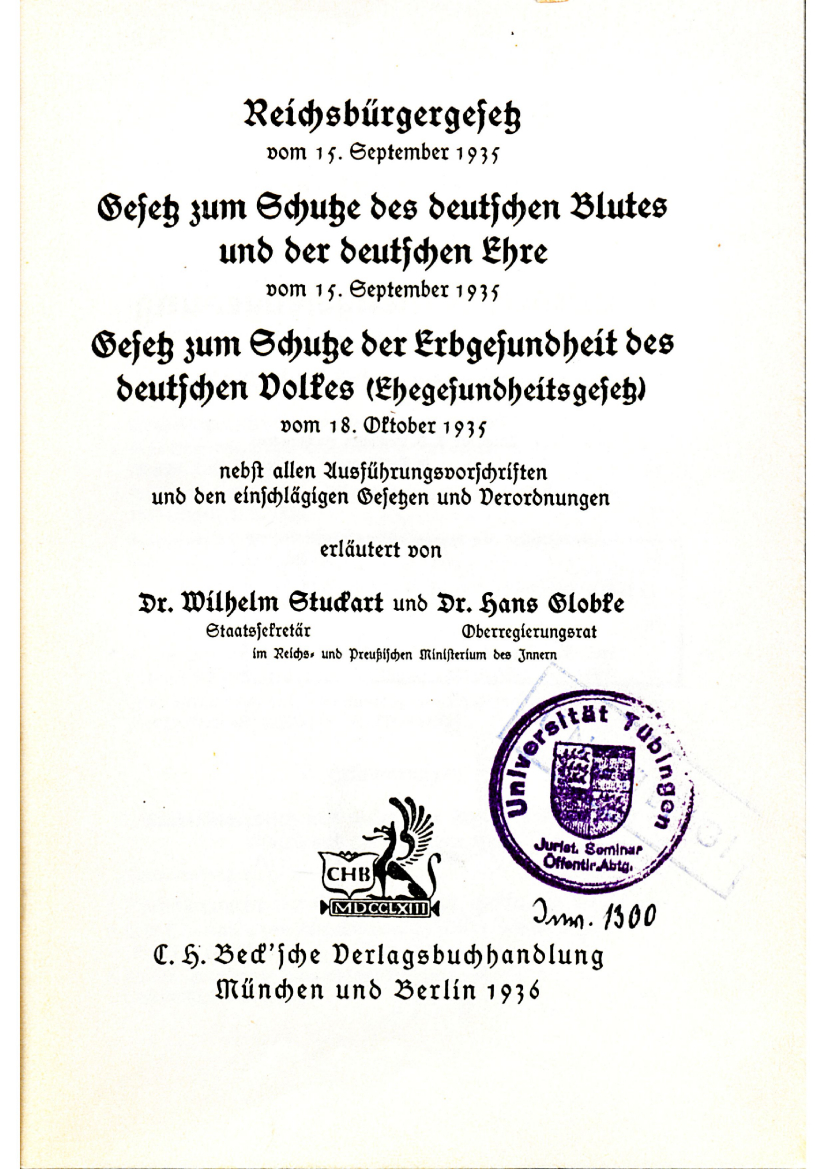 Reichsbürgergesetz
vom 15. September 1935
Gesetz zum Schutze des deutschen Blutes
und der deutschen Ehre
vom 15. September 1935
Gesetz zum Schutze der Erbgesundheit des
deutschen Volkes (Ehegesundheitsgesetz)
vom 18. Oktober 1935
nebst allen Ausführungsvorschriften
und den einschlägigen Gesetzen und Verordnungen
erläutert von
Dr. Wilhelm Stuckart und Dr. Hans Globke
Staatssekretär Oberregierungsrat
im Reichs- und Preußischen Ministerium des Innern
Universität Tübingen
Jurist. Seminar
Öffentlr. Abtg.
CHB
MDCCLXIII
Inv. 1300
C. H. Beck'sche Verlagsbuchhandlung
München und Berlin 1936